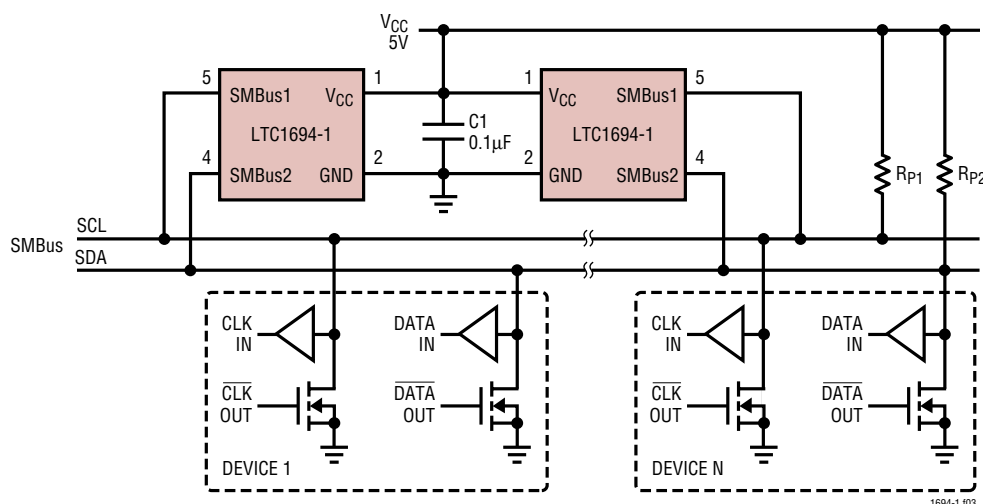 VCC
5V
5
SMBus1
VCC
1
LTC1694-1
4
SMBus2
GND
2
C1
0.1µF
1
VCC
SMBus1
5
LTC1694-1
2
GND
SMBus2
4
RP1
RP2
SMBus
SCL
SDA
CLK
IN
DATA
IN
CLK
OUT
DATA
OUT
DEVICE 1
CLK
IN
DATA
IN
CLK
OUT
DATA
OUT
DEVICE N
1694-1 f03